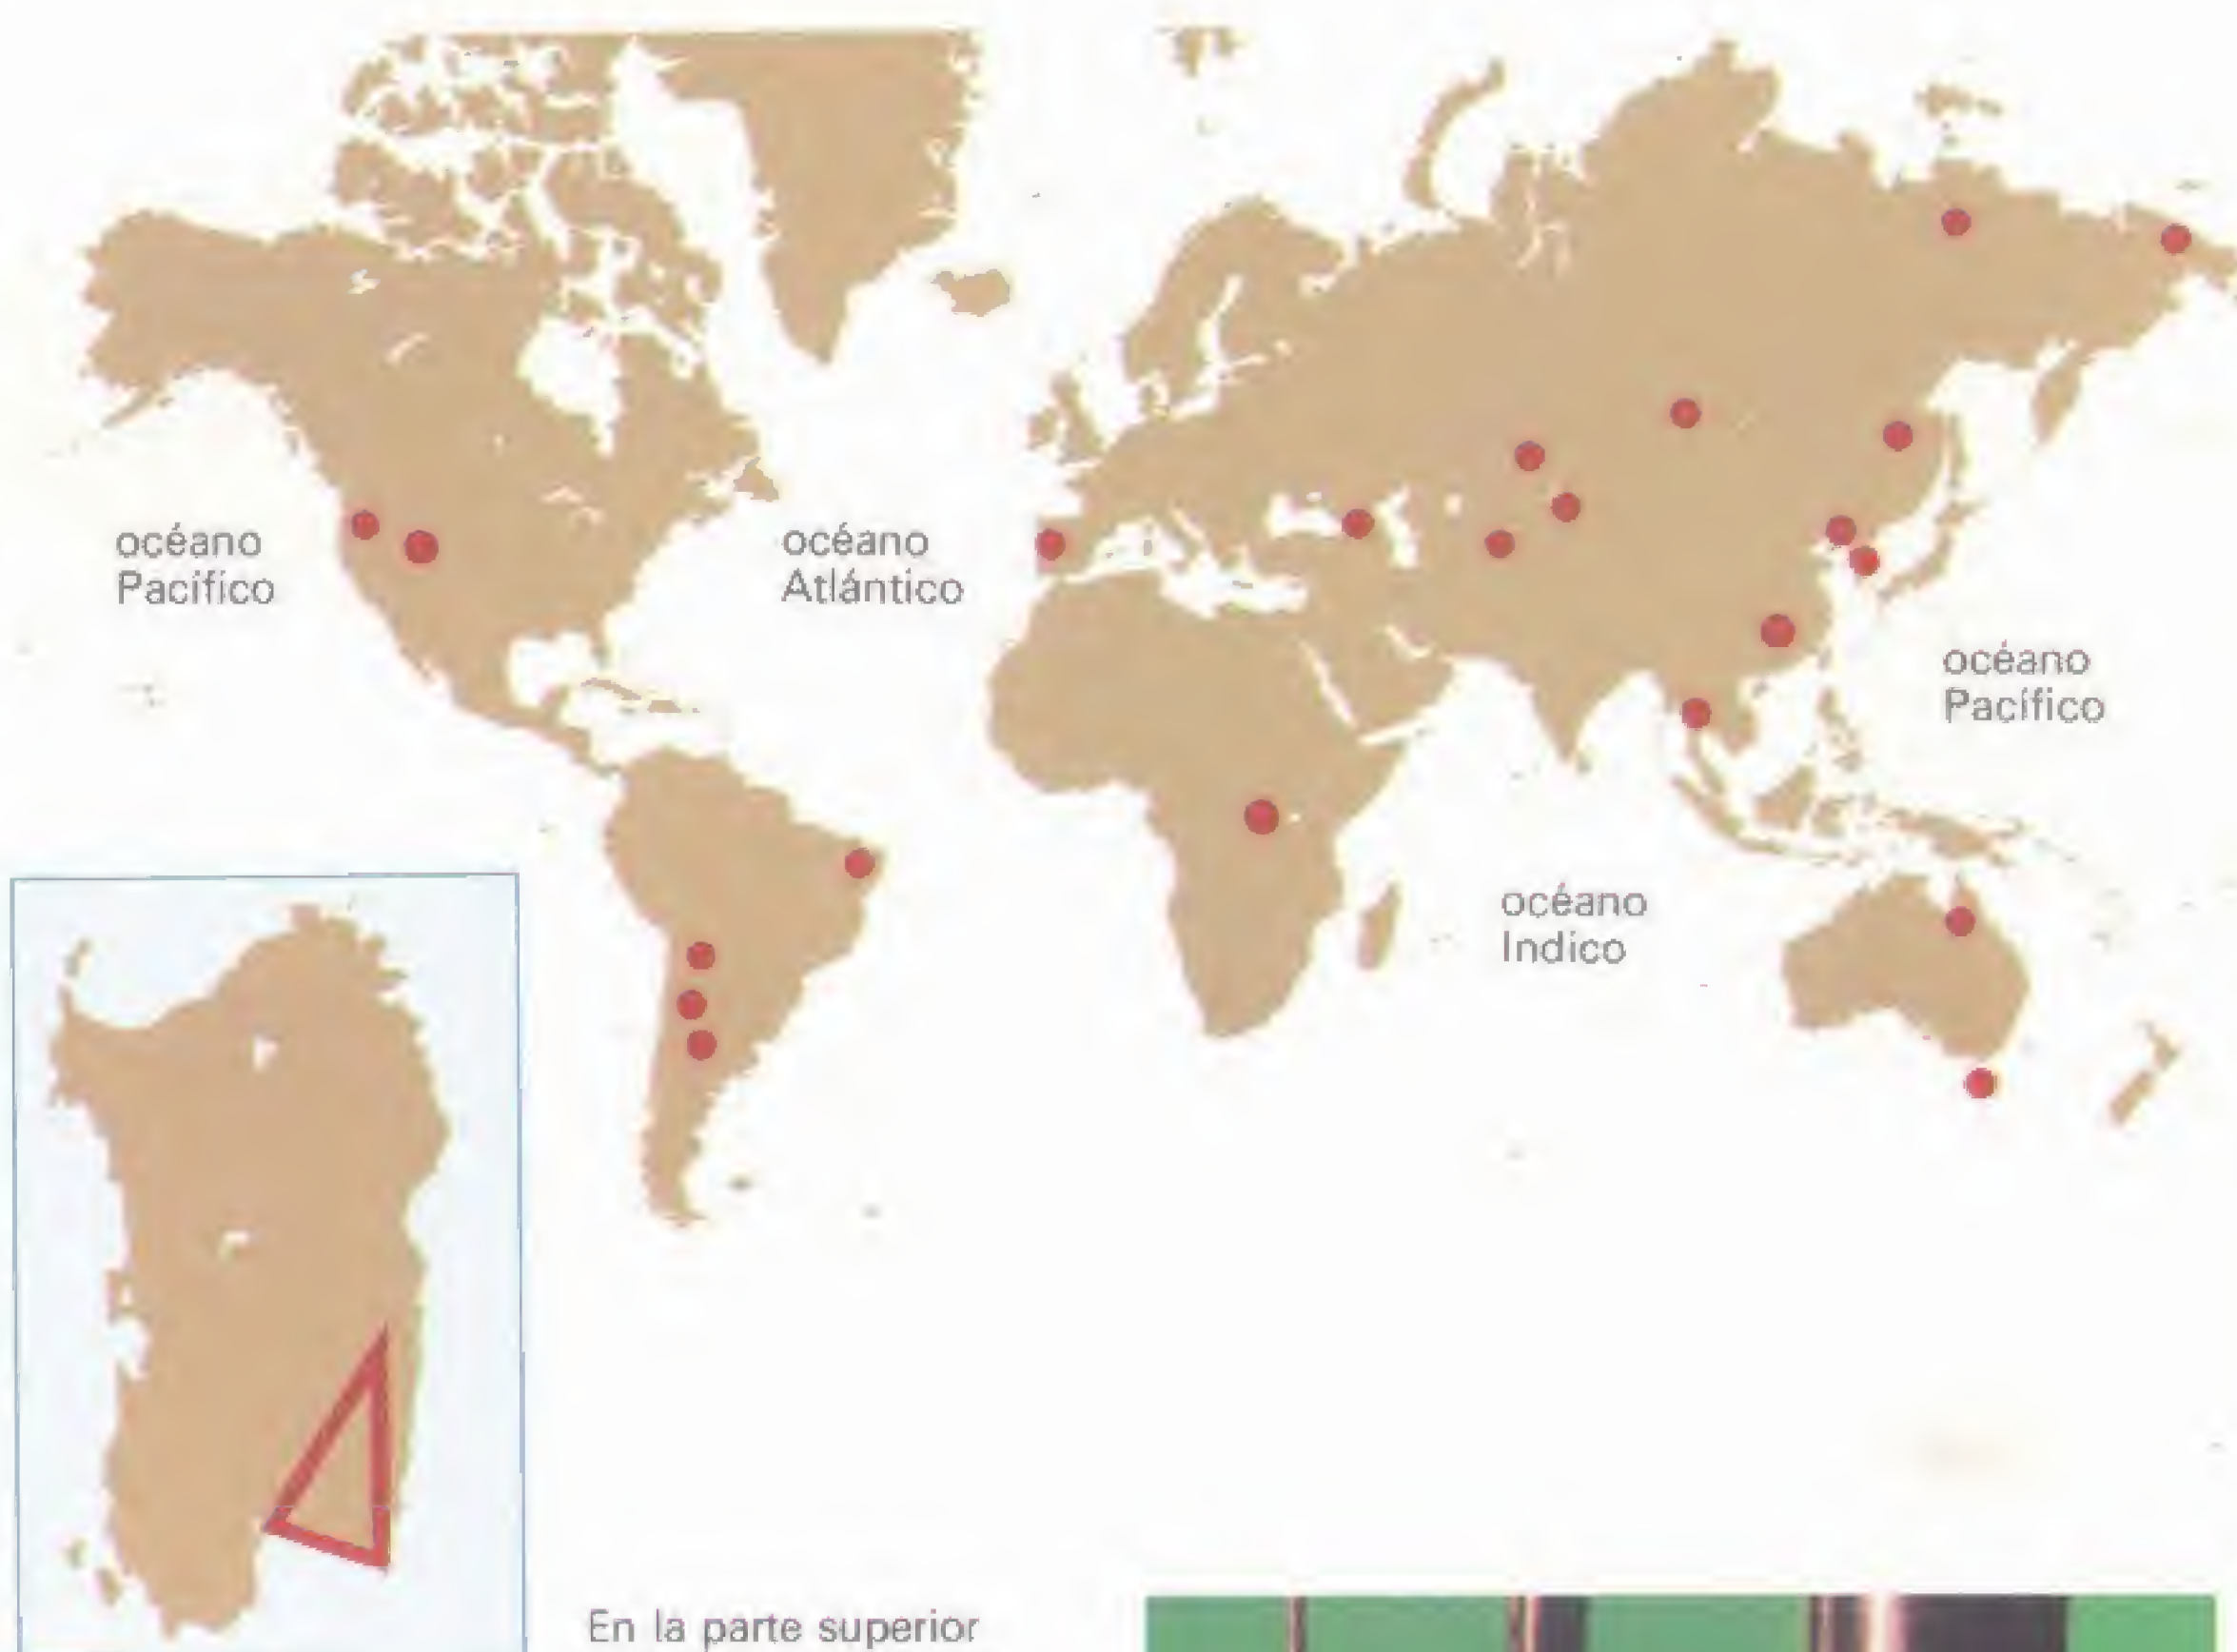 océano
Pacífico
océano
Atlántico
océano
Pacífico
océano
Indico
En la parte superior